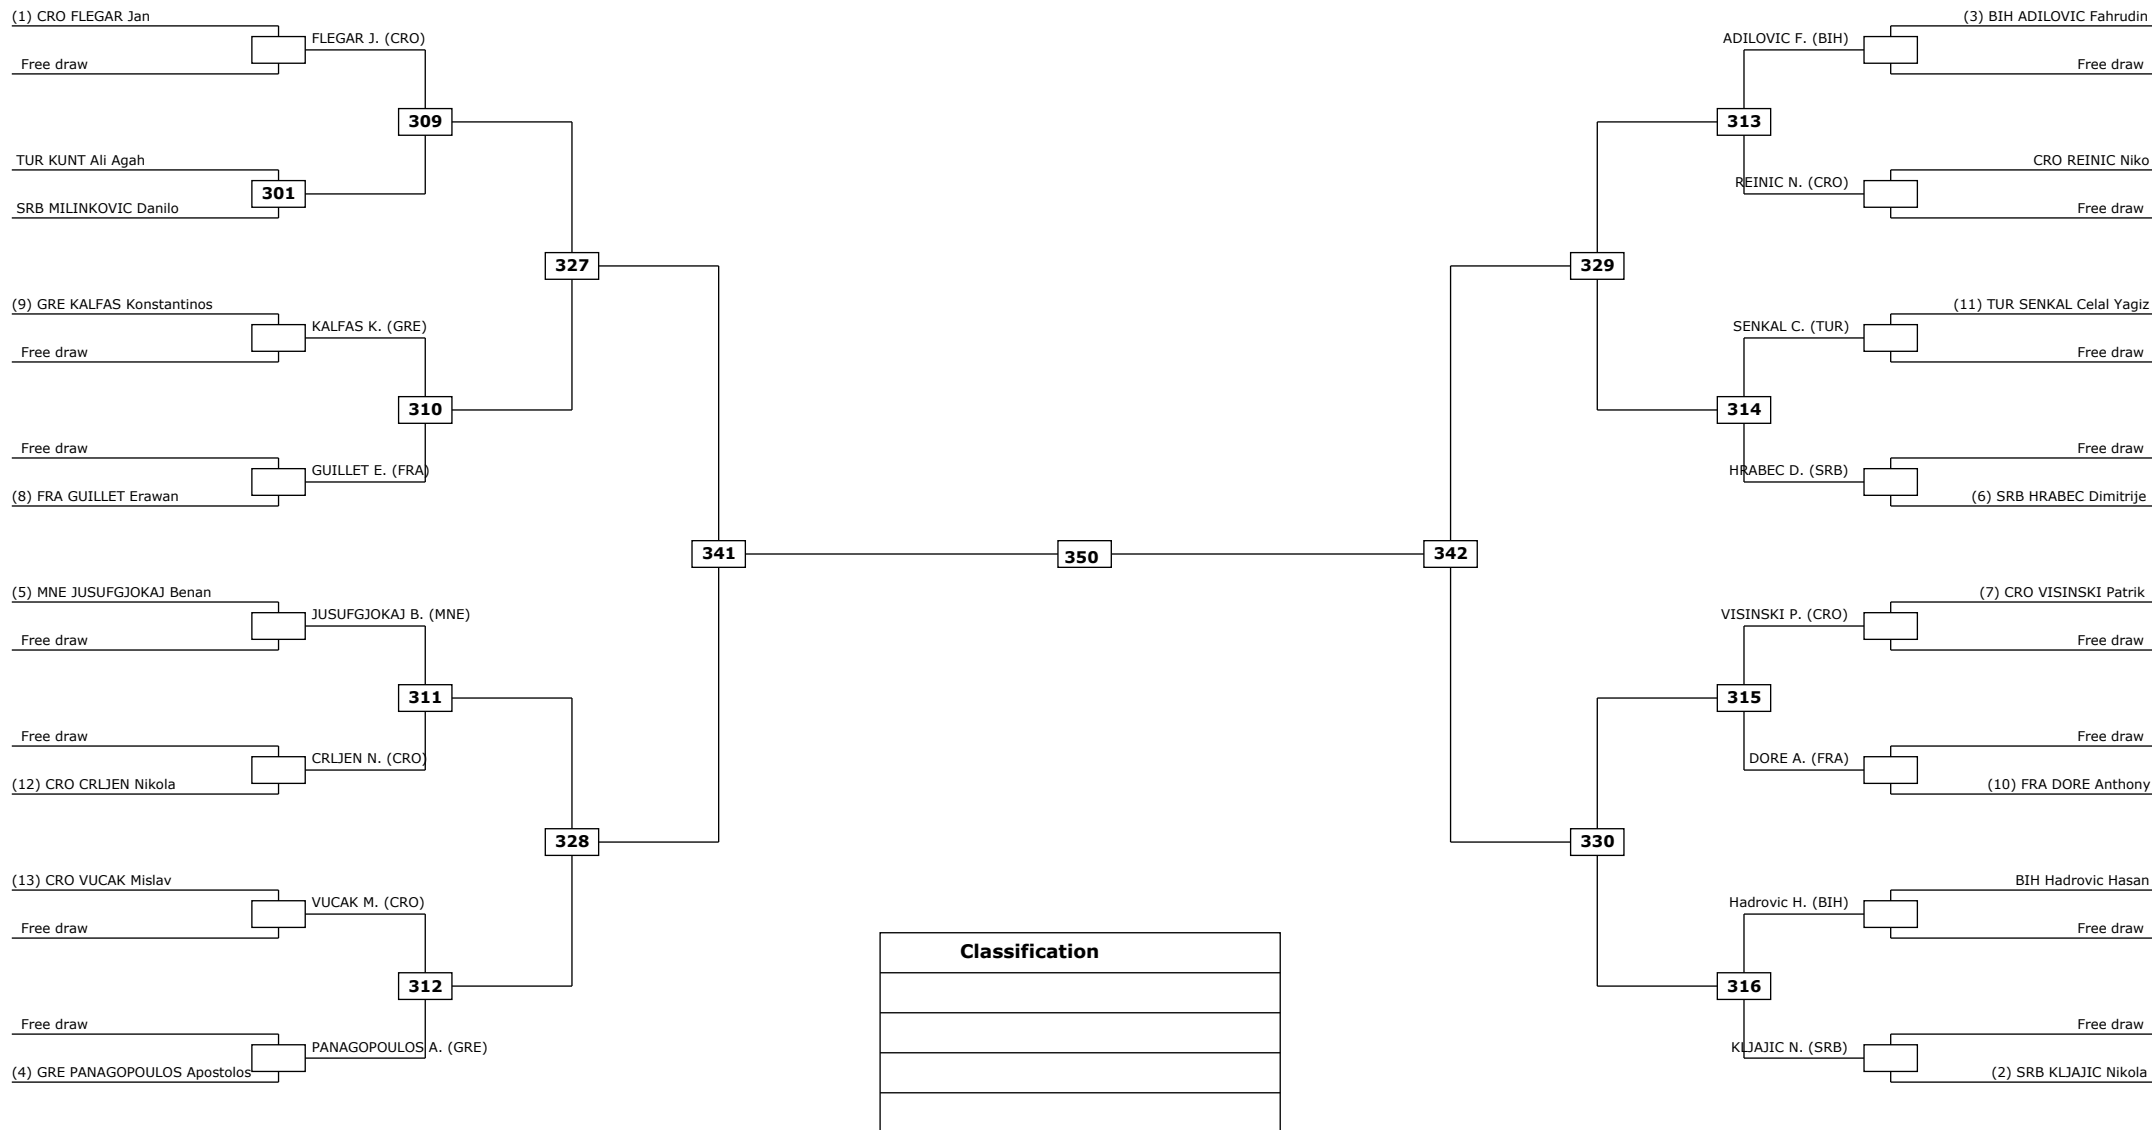 (1) CRO FLEGAR Jan
FLEGAR J. (CRO)
Free draw
309
TUR KUNT Ali Agah
301
SRB MILINKOVIC Danilo
327
(9) GRE KALFAS Konstantinos
KALFAS K. (GRE)
Free draw
310
Free draw
GUILLET E. (FRA)
(8) FRA GUILLET Erawan
341
(5) MNE JUSUFGJOKAJ Benan
JUSUFGJOKAJ B. (MNE)
Free draw
311
Free draw
CRLJEN N. (CRO)
(12) CRO CRLJEN Nikola
328
(13) CRO VUCAK Mislav
VUCAK M. (CRO)
Free draw
312
Free draw
PANAGOPOULOS A. (GRE)
(4) GRE PANAGOPOULOS Apostolos
350
Classification
(3) BIH ADILOVIC Fahrudin
ADILOVIC F. (BIH)
Free draw
313
CRO REINIC Niko
REINIC N. (CRO)
Free draw
329
(11) TUR SENKAL Celal Yagiz
SENKAL C. (TUR)
Free draw
314
Free draw
HRABEC D. (SRB)
(6) SRB HRABEC Dimitrije
342
(7) CRO VISINSKI Patrik
VISINSKI P. (CRO)
Free draw
315
Free draw
DORE A. (FRA)
(10) FRA DORE Anthony
330
BIH Hadrovic Hasan
Hadrovic H. (BIH)
Free draw
316
Free draw
KLJAJIC N. (SRB)
(2) SRB KLJAJIC Nikola